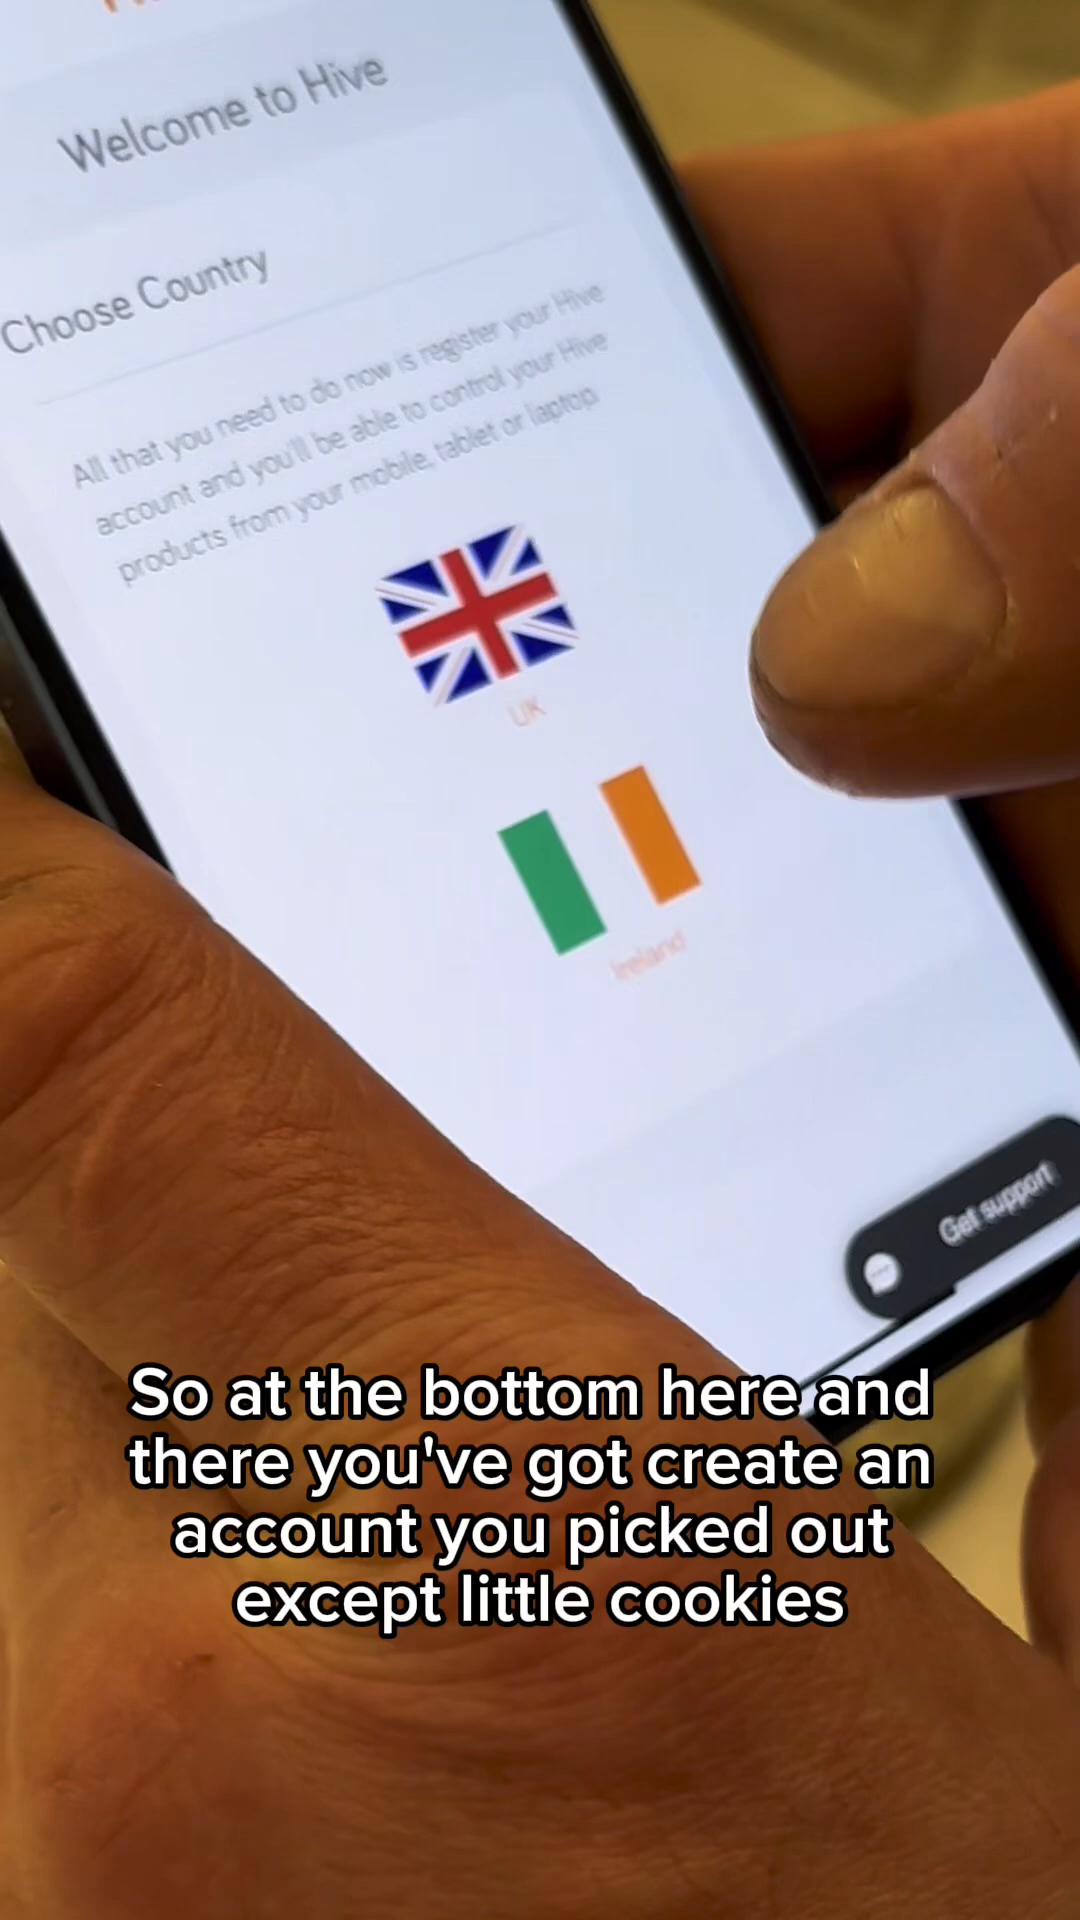 Welcome to Hive
Choose Country
All that you need to do now is register your Hive
account and you'll be able to control your Hive
products from your mobile, tablet or laptop
UK
Ireland
Get support
So at the bottom here and
there you've got create an
account you picked out
except little cookies